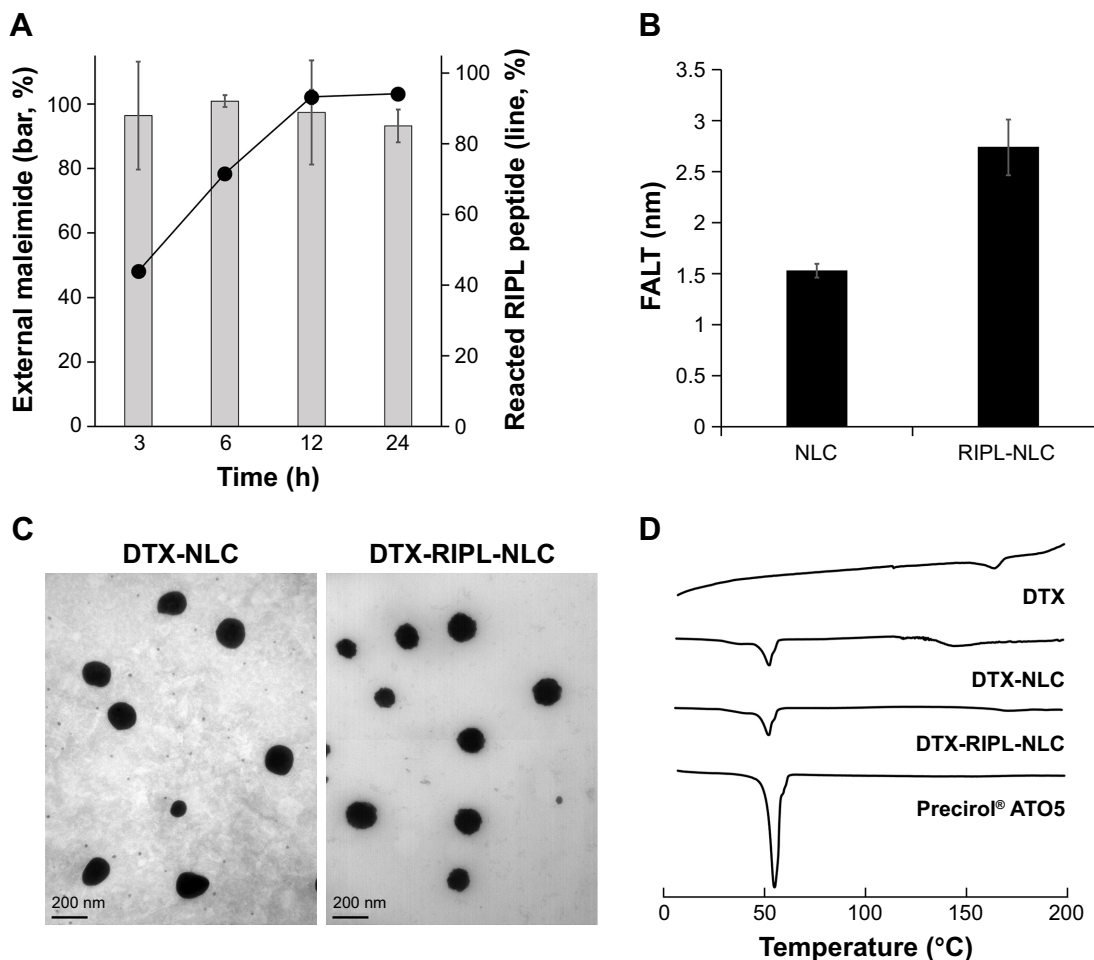 A
External maleimide (bar, %)
100
80
60
40
20
0
3
6
12
24
Time (h)
100
80
60
40
20
0
Reacted RIPL peptide (line, %)
B
FALT (nm)
3.5
3
2.5
2
1.5
1
0.5
0
NLC
RIPL-NLC
C
DTX-NLC
DTX-RIPL-NLC
200 nm
200 nm
D
DTX
DTX-NLC
DTX-RIPL-NLC
Precirol® ATO5
0
50
100
150
200
Temperature (°C)